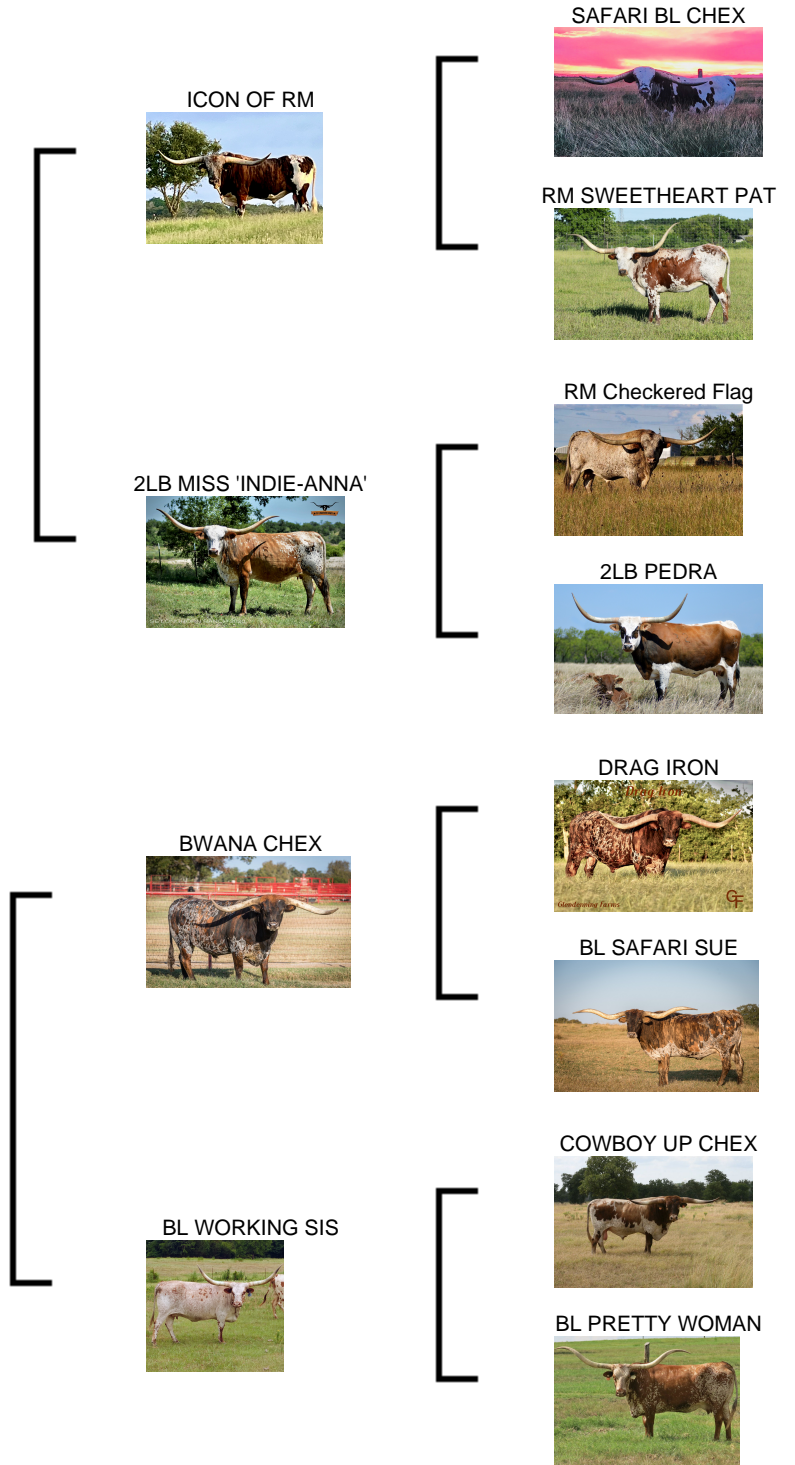 SAFARI BL CHEX
ICON OF RM
RM SWEETHEART PAT
RM Checkered Flag
2LB MISS 'INDIE-ANNA'
2LB PEDRA
DRAG IRON
Drag Iron
Glendenning Farms
GF
BWANA CHEX
BL SAFARI SUE
COWBOY UP CHEX
BL WORKING SIS
BL PRETTY WOMAN